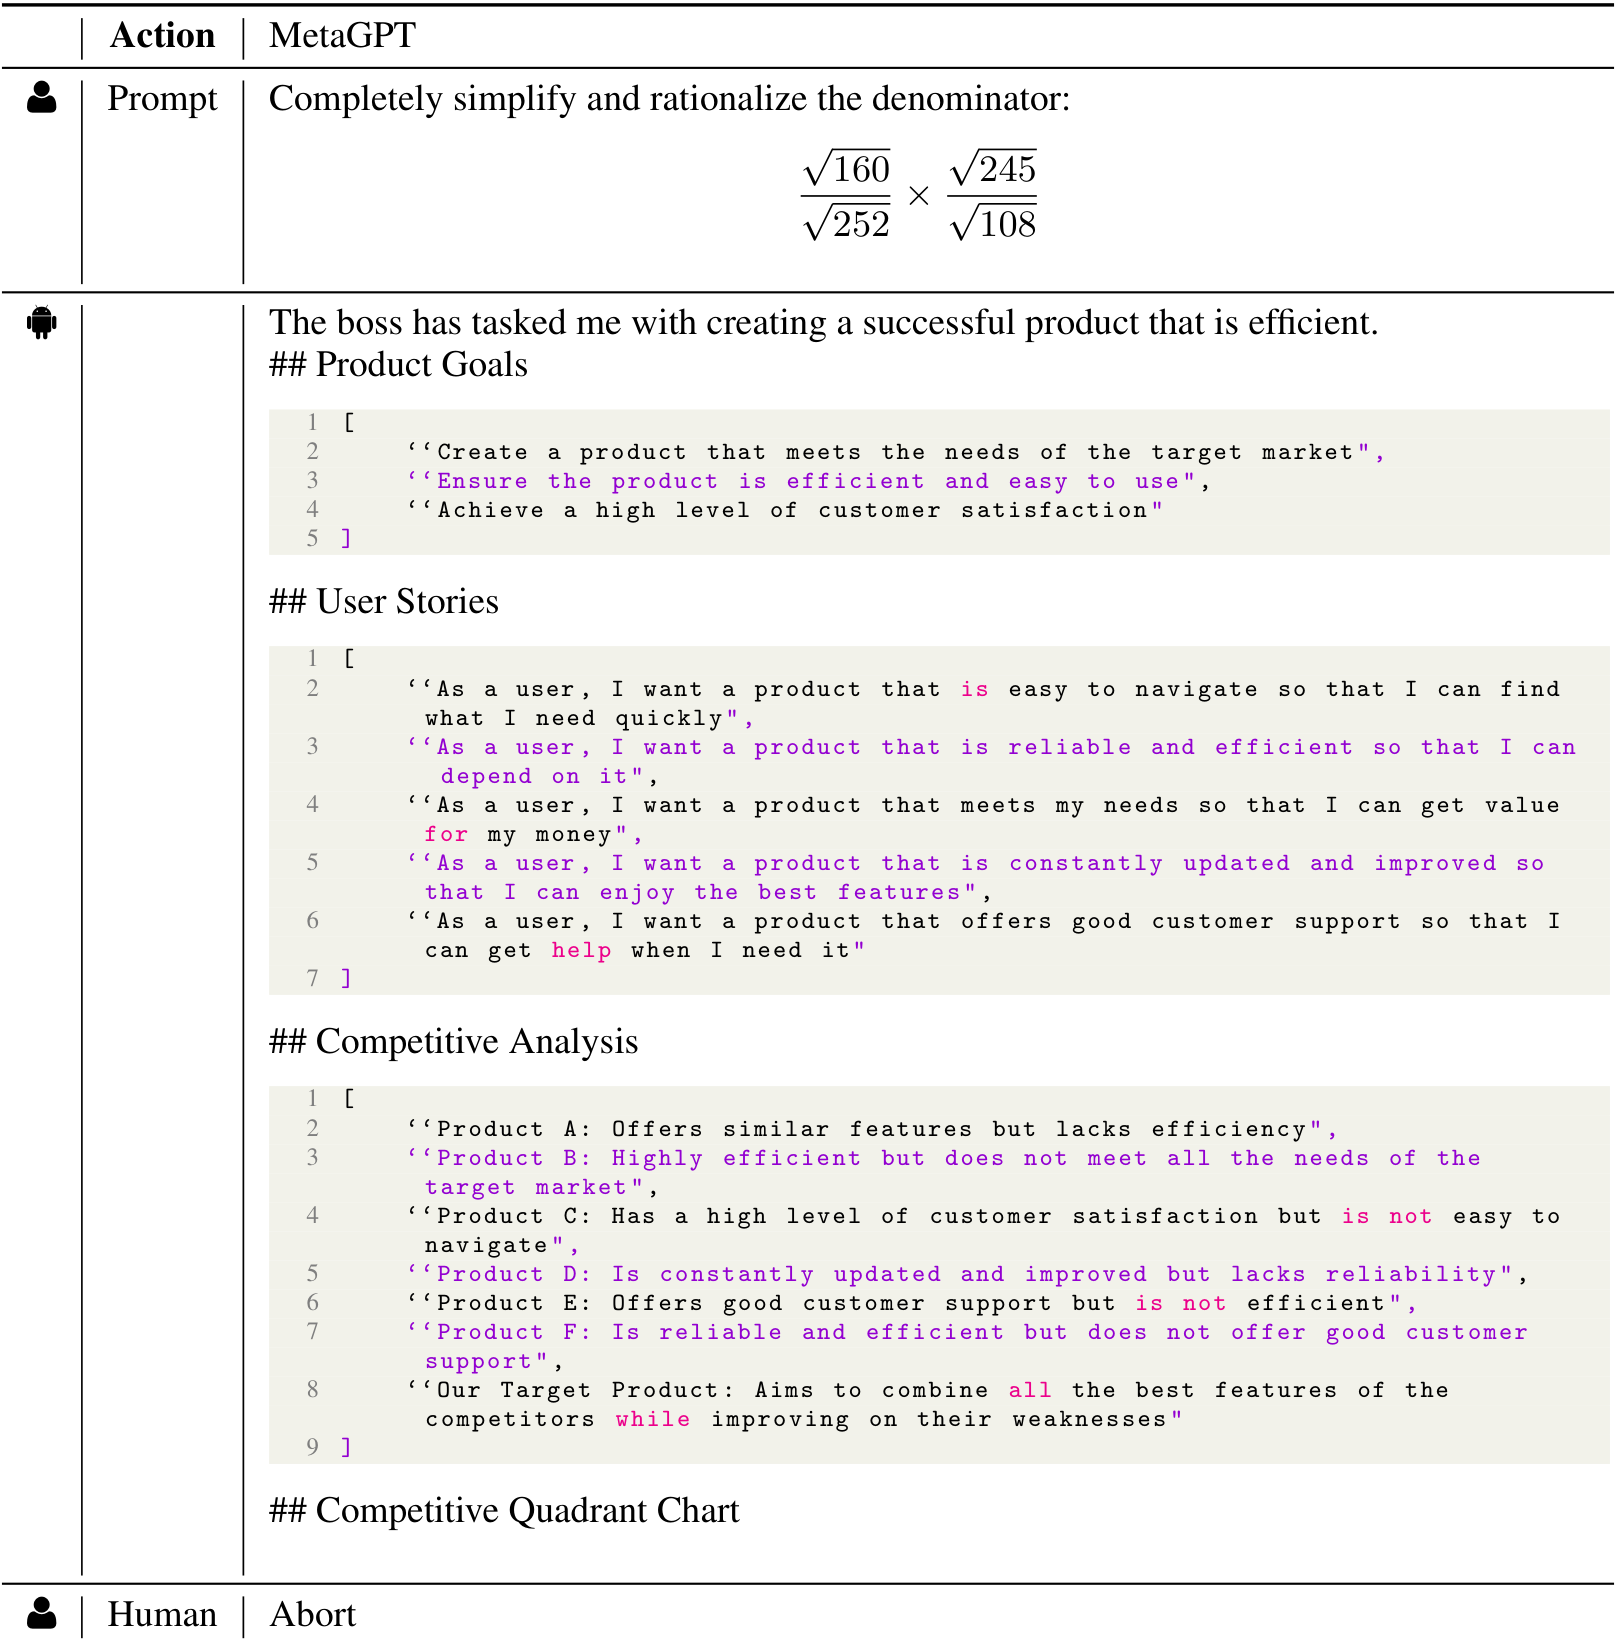 Action MetaGPT
Prompt Completely simplify and rationalize the denominator:
√160 / √252 × √245 / √108
The boss has tasked me with creating a successful product that is efficient.
## Product Goals
1 [
2 ‘‘Create a product that meets the needs of the target market",
3 ‘‘Ensure the product is efficient and easy to use",
4 ‘‘Achieve a high level of customer satisfaction"
5 ]
## User Stories
1 [
2 ‘‘As a user, I want a product that is easy to navigate so that I can find
what I need quickly",
3 ‘‘As a user, I want a product that is reliable and efficient so that I can
depend on it",
4 ‘‘As a user, I want a product that meets my needs so that I can get value
for my money",
5 ‘‘As a user, I want a product that is constantly updated and improved so
that I can enjoy the best features",
6 ‘‘As a user, I want a product that offers good customer support so that I
can get help when I need it"
7 ]
## Competitive Analysis
1 [
2 ‘‘Product A: Offers similar features but lacks efficiency",
3 ‘‘Product B: Highly efficient but does not meet all the needs of the
target market",
4 ‘‘Product C: Has a high level of customer satisfaction but is not easy to
navigate",
5 ‘‘Product D: Is constantly updated and improved but lacks reliability",
6 ‘‘Product E: Offers good customer support but is not efficient",
7 ‘‘Product F: Is reliable and efficient but does not offer good customer
support",
8 ‘‘Our Target Product: Aims to combine all the best features of the
competitors while improving on their weaknesses"
9 ]
## Competitive Quadrant Chart
Human Abort